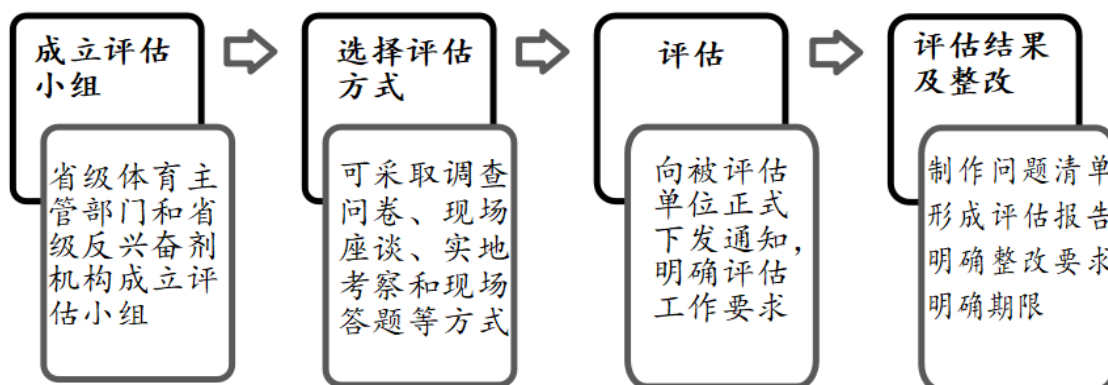 成立评估
小组
省级体育主
管部门和省
级反兴奋剂
机构成立评
估小组
选择评估
方式
可采取调查
问卷、现场
座谈、实地
考察和现场
答题等方式
评估
向被评估
单位正式
下发通知，
明确评估
工作要求
评估结果
及整改
制作问题清单
形成评估报告
明确整改要求
明确期限